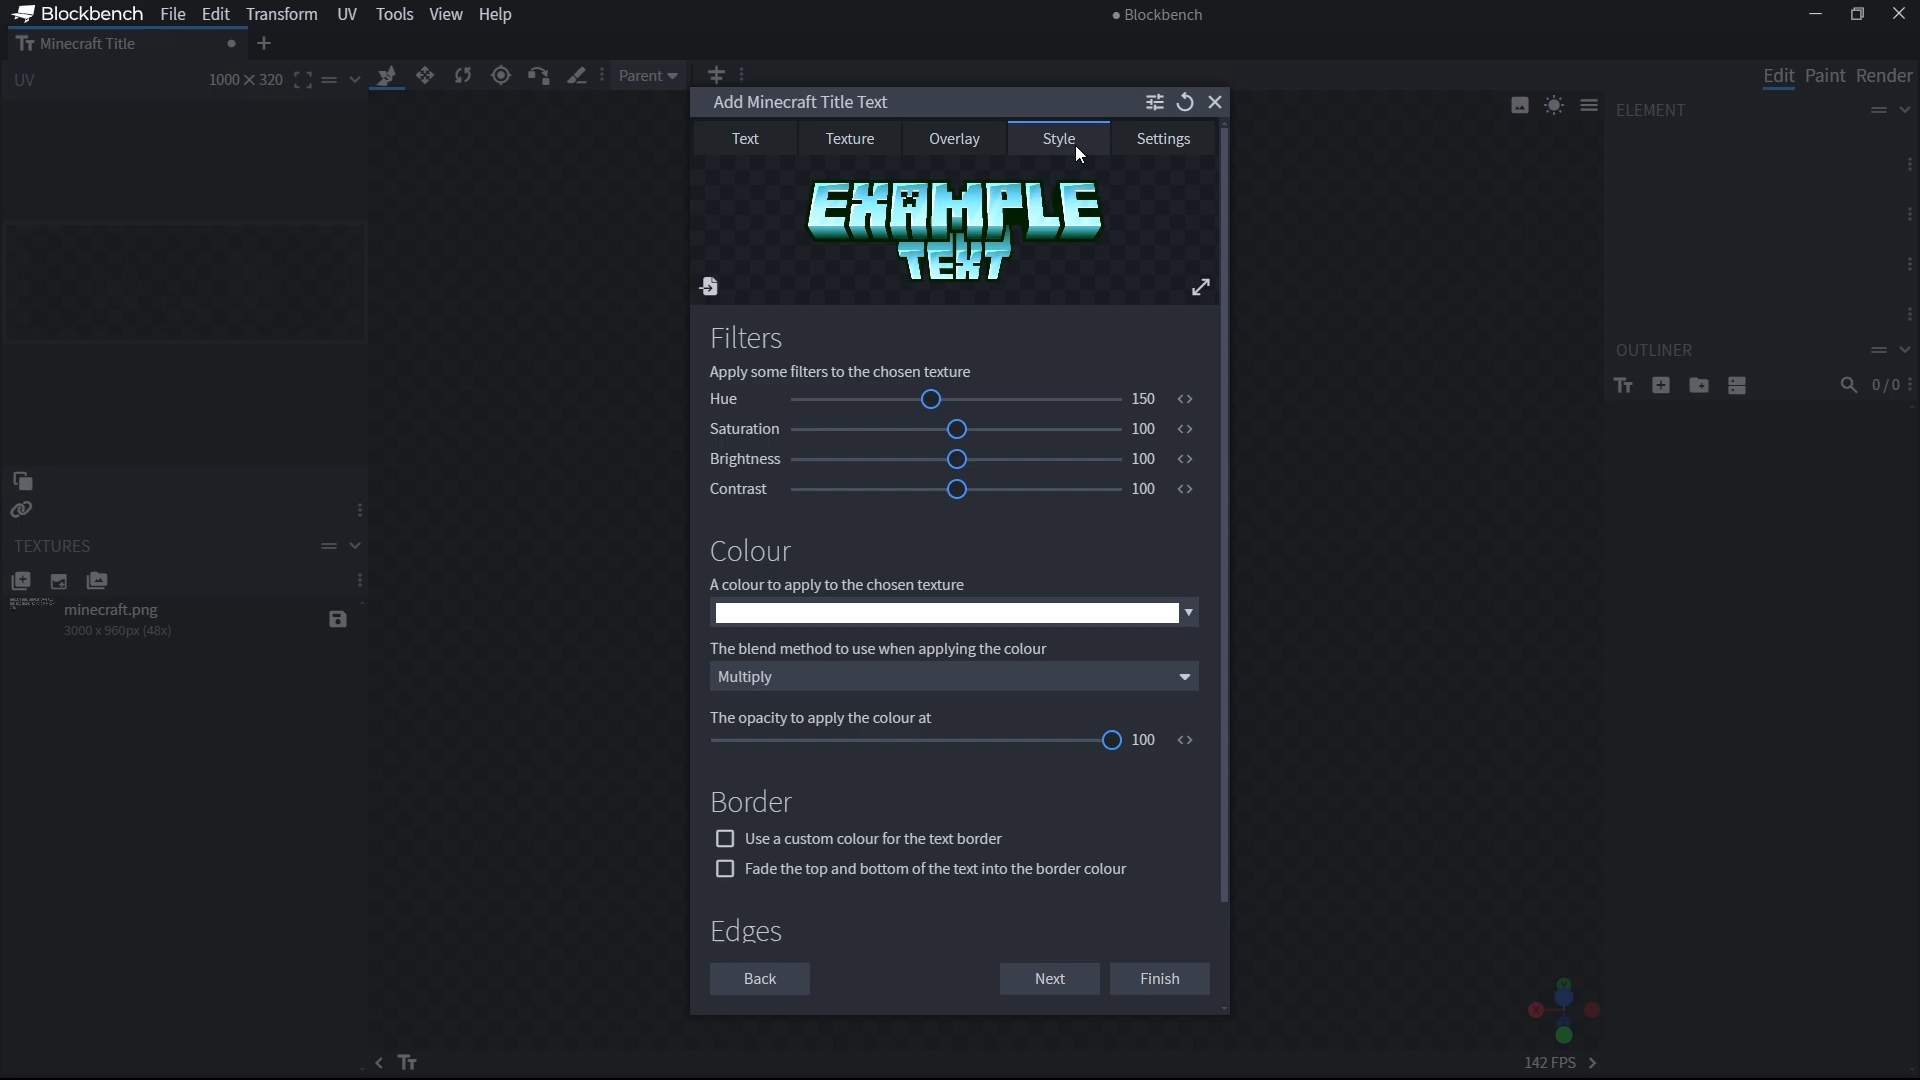 Blockbench File Edit Transform UV Tools View Help
Blockbench
Minecraft Title
UV 1000 × 320
Parent
Edit Paint Render
Add Minecraft Title Text
ELEMENT
Text Texture Overlay Style Settings
EXAMPLE
TEXT
Filters
Apply some filters to the chosen texture
OUTLINER
0 / 0
Hue 150
Saturation 100
Brightness 100
Contrast 100
TEXTURES
minecraft.png
3000 x 960px (48x)
Colour
A colour to apply to the chosen texture
The blend method to use when applying the colour
Multiply
The opacity to apply the colour at
100
Border
Use a custom colour for the text border
Fade the top and bottom of the text into the border colour
Edges
Back Next Finish
142 FPS